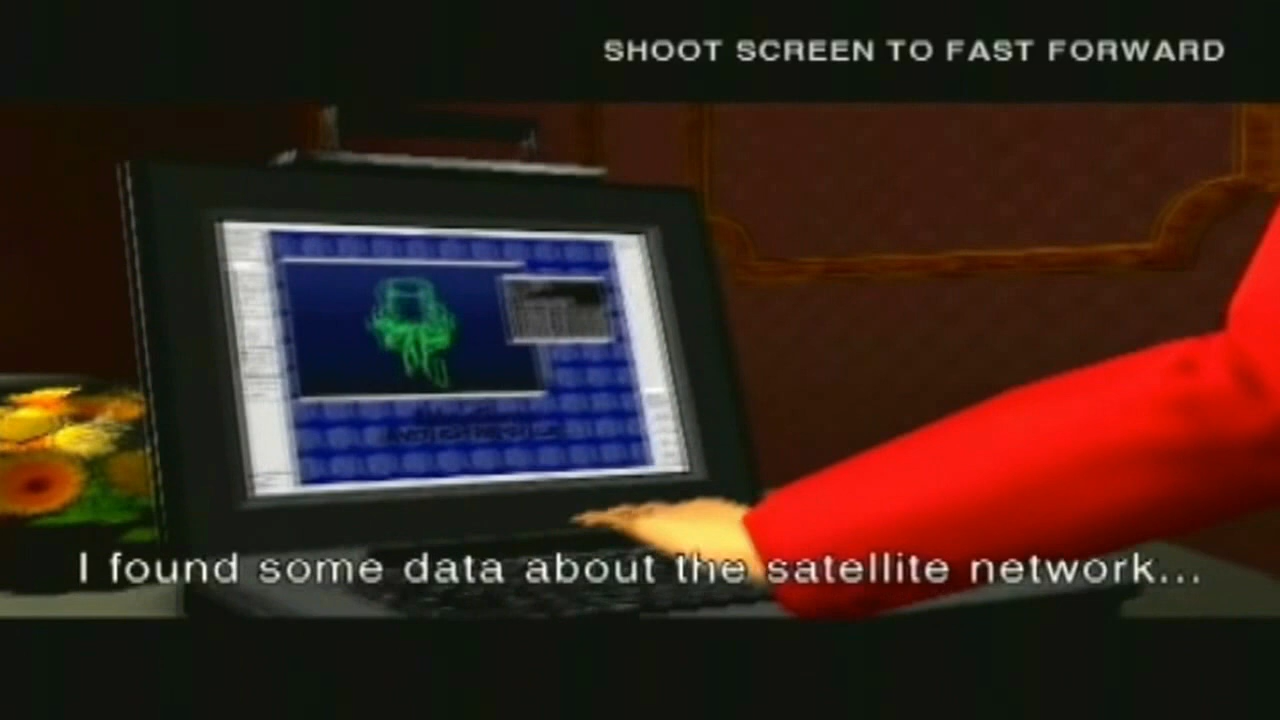 SHOOT SCREEN TO FAST FORWARD
I found some data about the satellite network...